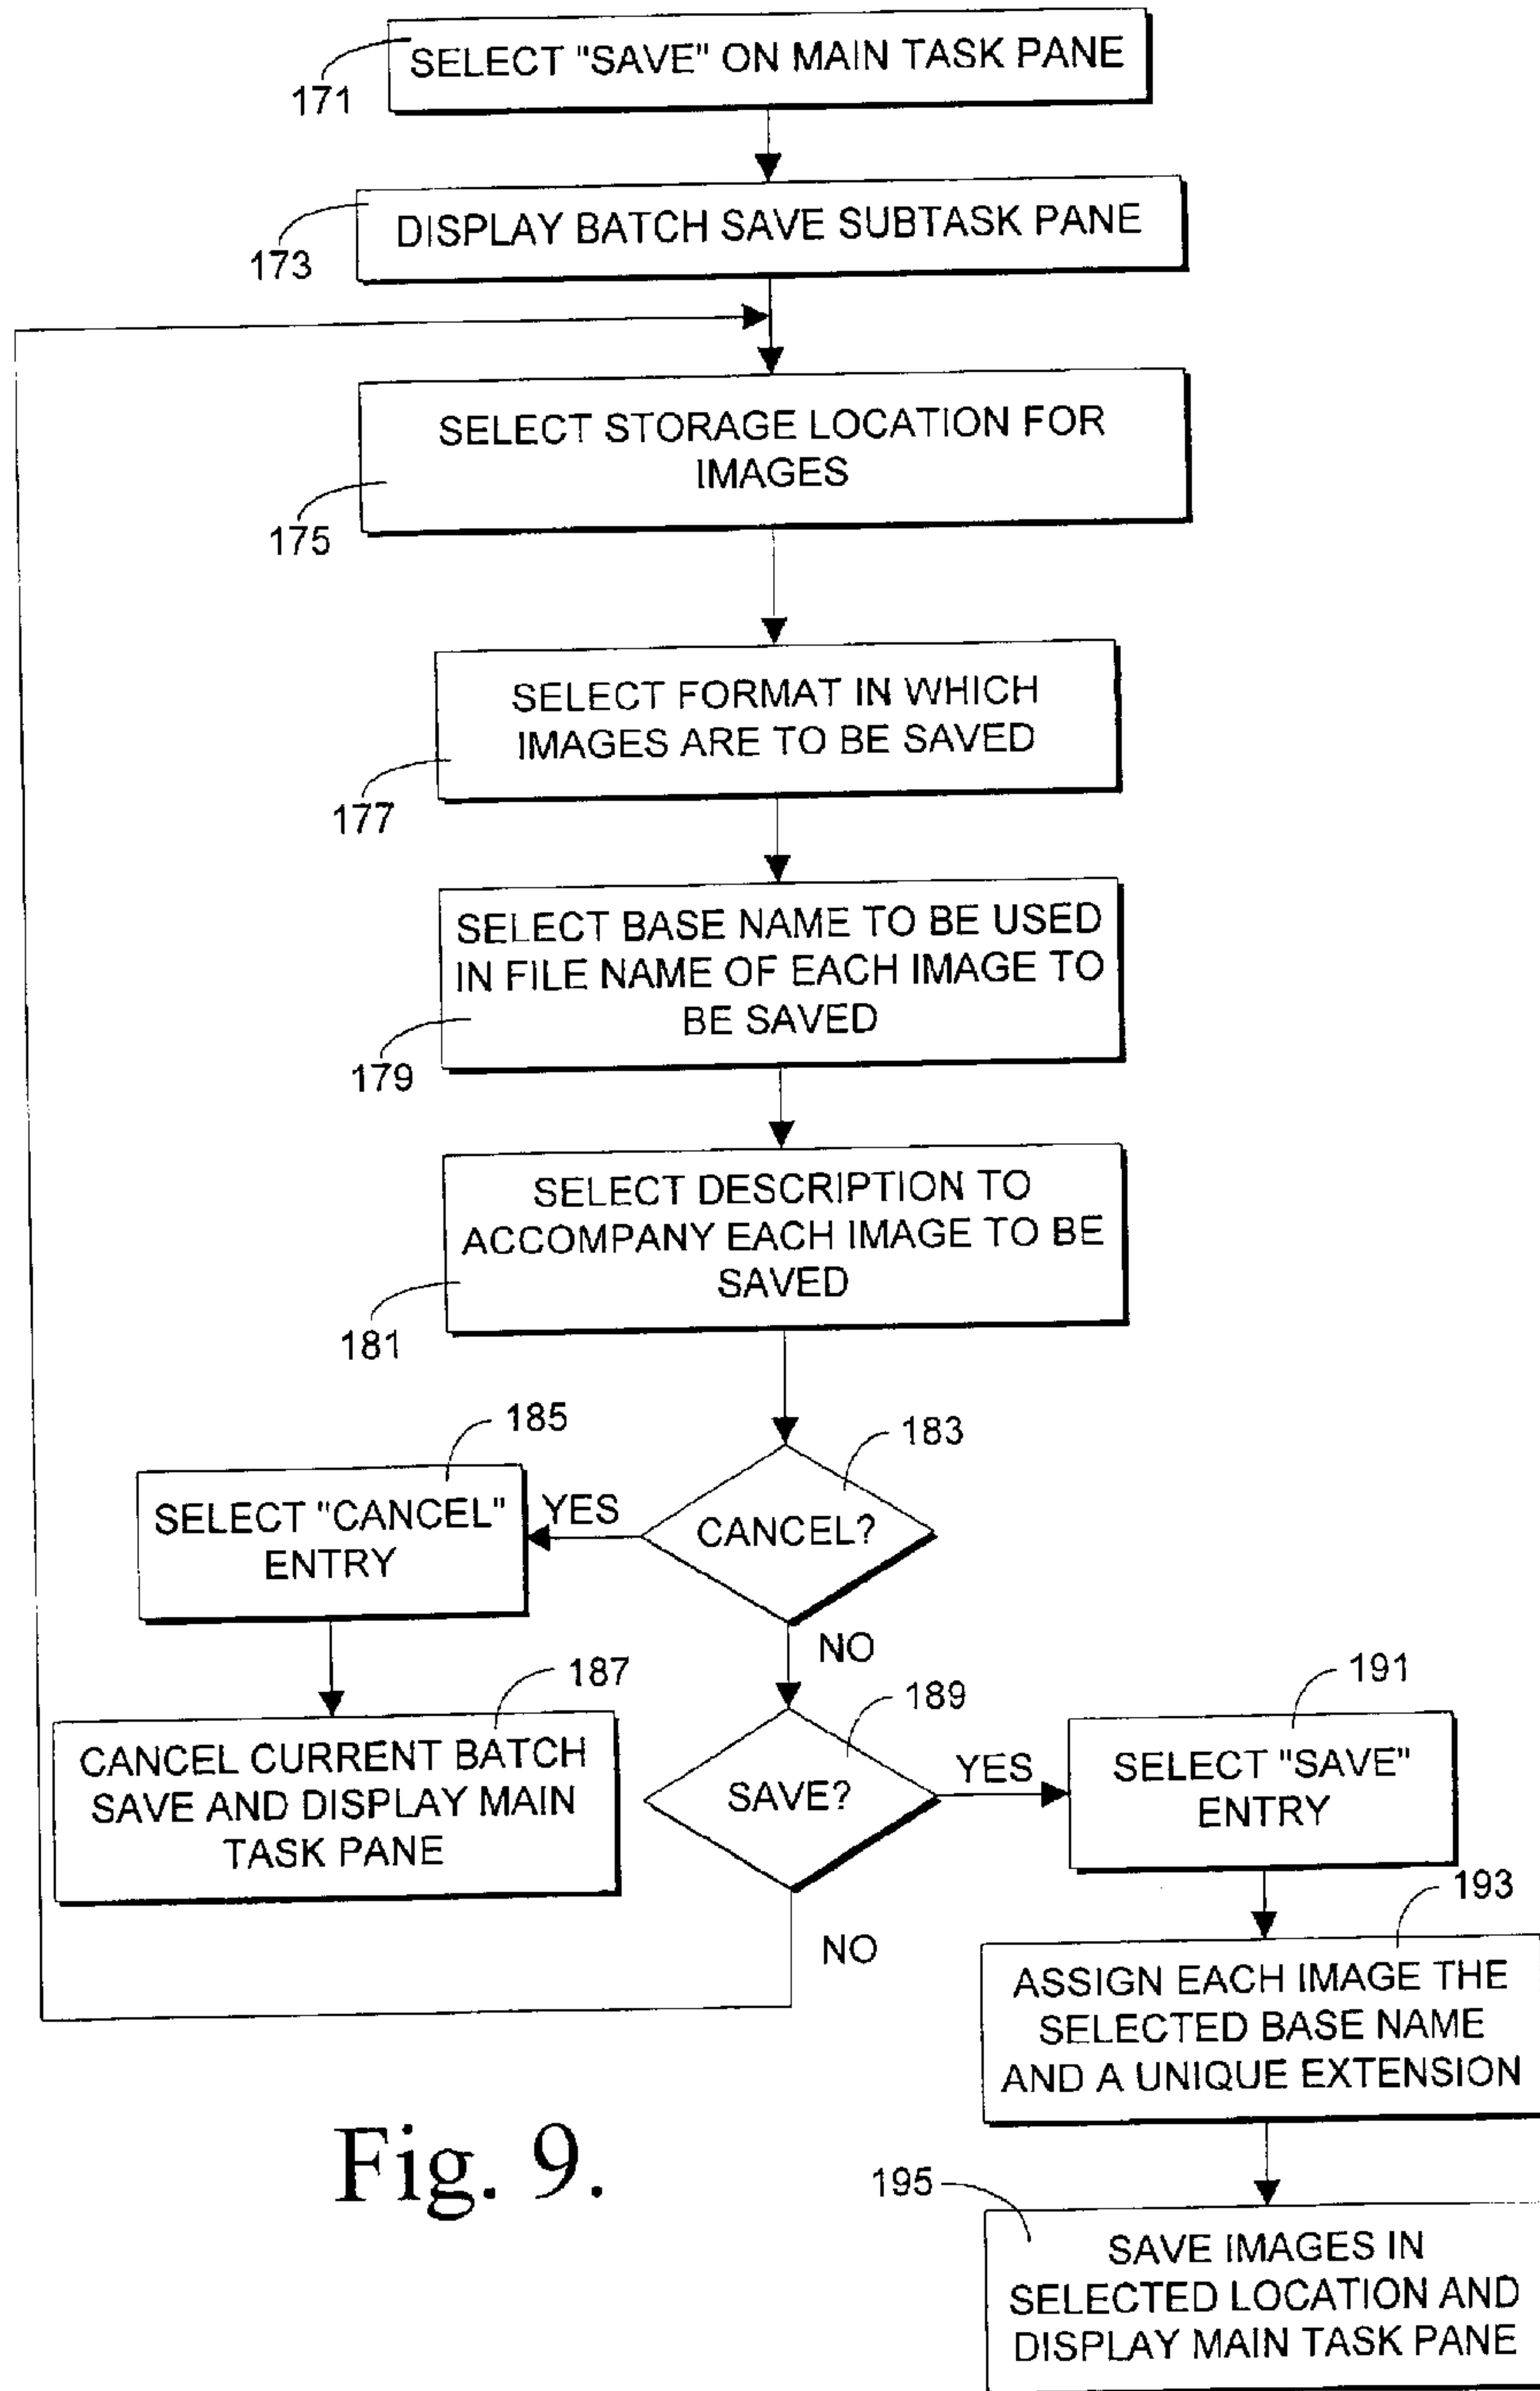 SELECT "SAVE" ON MAIN TASK PANE
171
DISPLAY BATCH SAVE SUBTASK PANE
173
SELECT STORAGE LOCATION FOR
IMAGES
175
SELECT FORMAT IN WHICH
IMAGES ARE TO BE SAVED
177
SELECT BASE NAME TO BE USED
IN FILE NAME OF EACH IMAGE TO
BE SAVED
179
SELECT DESCRIPTION TO
ACCOMPANY EACH IMAGE TO BE
SAVED
181
183
CANCEL?
YES
185
SELECT "CANCEL"
ENTRY
187
CANCEL CURRENT BATCH
SAVE AND DISPLAY MAIN
TASK PANE
NO
189
SAVE?
YES
191
SELECT "SAVE"
ENTRY
NO
193
ASSIGN EACH IMAGE THE
SELECTED BASE NAME
AND A UNIQUE EXTENSION
195
SAVE IMAGES IN
SELECTED LOCATION AND
DISPLAY MAIN TASK PANE
Fig. 9.